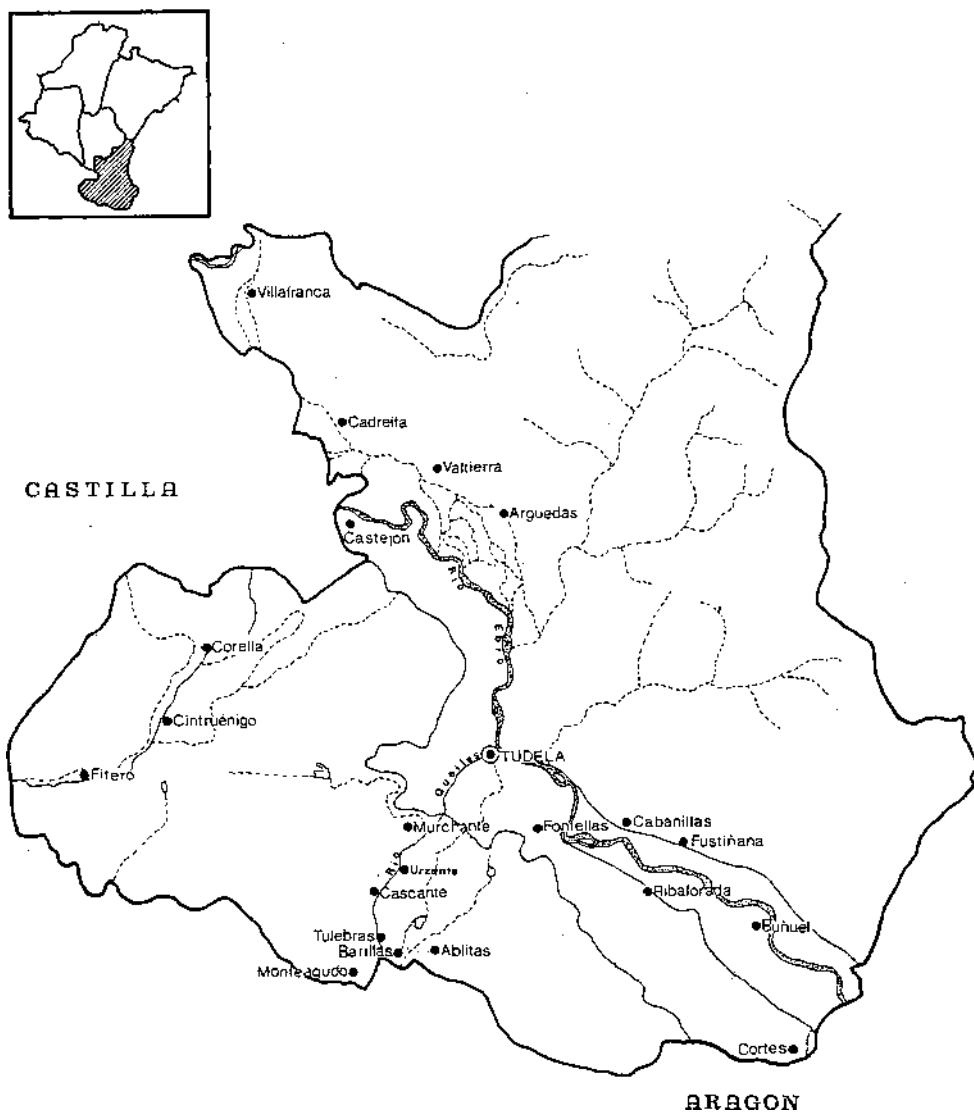 Villafranca
Cadreita
Valtierra
CASTILLA
Arguedas
Castejon
RIO
Ebro
Corella
Cintruénigo
TUDELA
Queiles
Fitero
Cabanillas
Murchante
Fontellas
Fustiñana
RIO
Urzante
Cascante
Ribaforada
Buñuel
Tulebras
Barillas
Ablitas
Monteagudo
Cortes
ARAGON